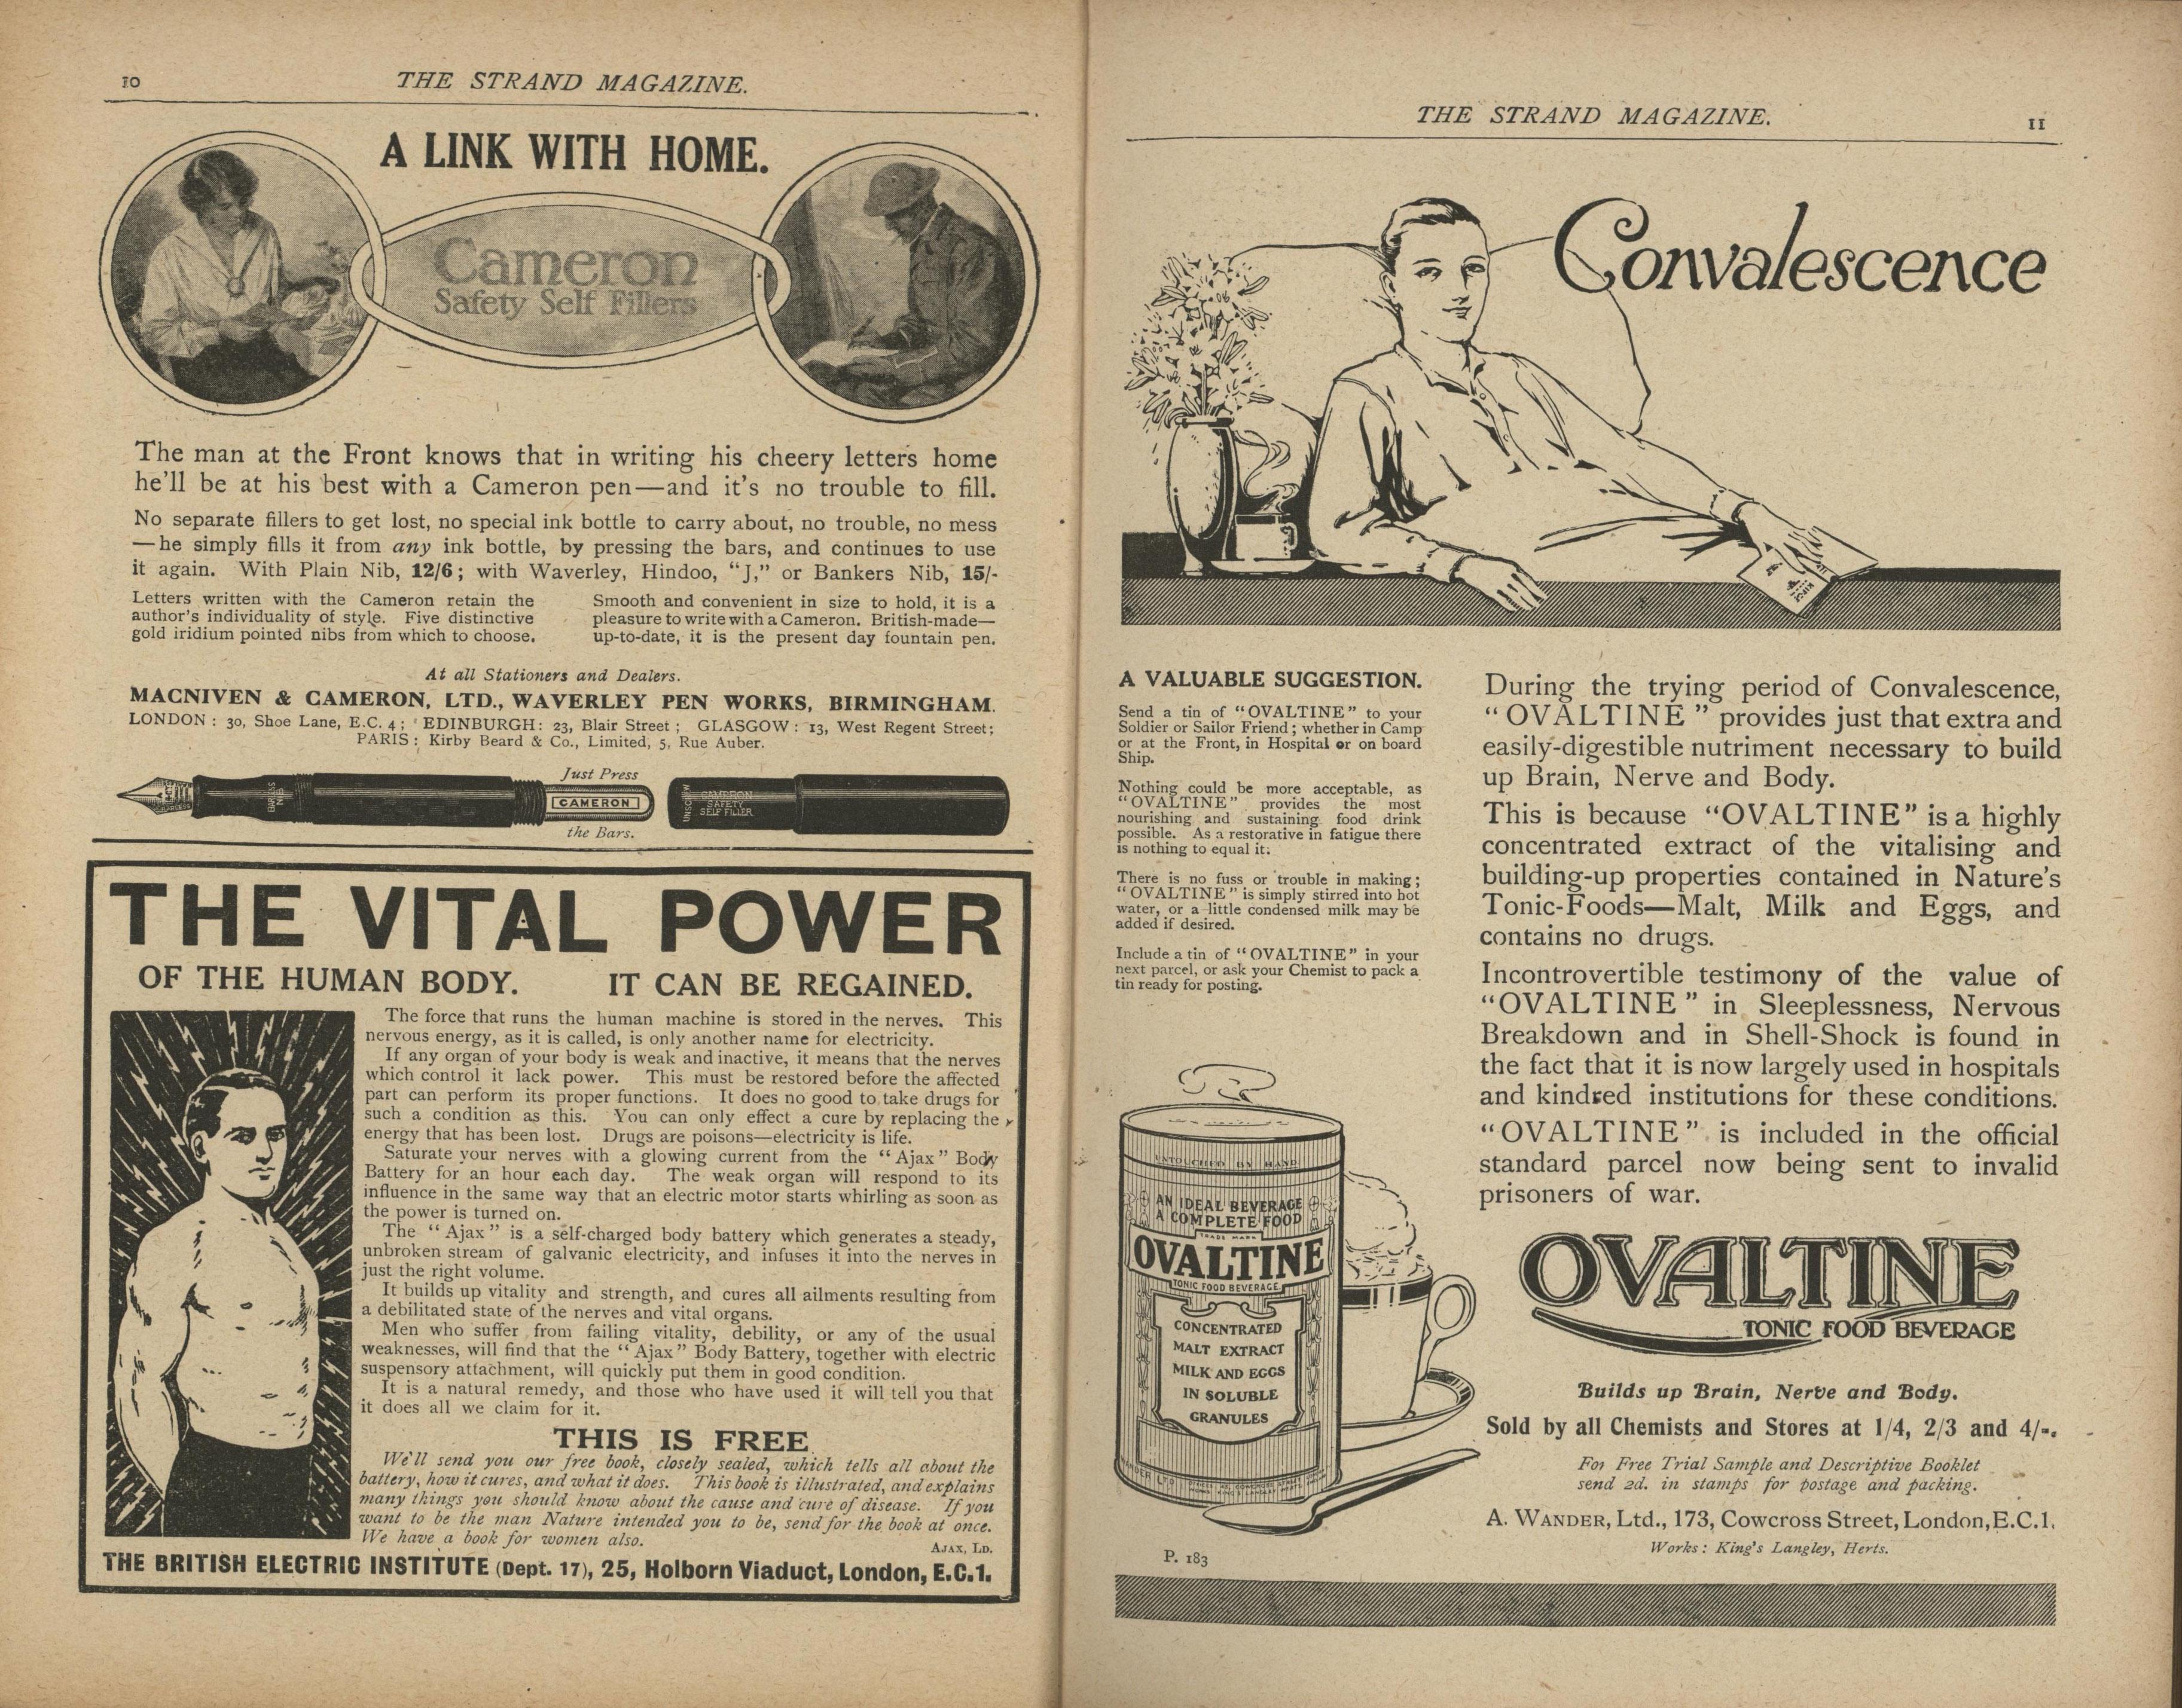 10
THE STRAND MAGAZINE.
A LINK WITH HOME.
Cameron
Safety Self Fillers
The man at the Front knows that in writing his cheery letters home
he'll be at his best with a Cameron pen—and it's no trouble to fill.
No separate fillers to get lost, no special ink bottle to carry about, no trouble, no mess
—he simply fills it from any ink bottle, by pressing the bars, and continues to use
it again. With Plain Nib, 12/6; with Waverley, Hindoo, "J," or Bankers Nib, 15/-
Letters written with the Cameron retain the
author's individuality of style. Five distinctive
gold iridium pointed nibs from which to choose.
Smooth and convenient in size to hold, it is a
pleasure to write with a Cameron. British-made—
up-to-date, it is the present day fountain pen.
At all Stationers and Dealers.
MACNIVEN & CAMERON, LTD., WAVERLEY PEN WORKS, BIRMINGHAM.
LONDON: 30, Shoe Lane, E.C. 4; EDINBURGH: 23, Blair Street; GLASGOW: 13, West Regent Street;
PARIS: Kirby Beard & Co., Limited, 5, Rue Auber.
Just Press
CAMERON
the Bars.
UNSCREW
CAMERON
SAFETY
SELF FILLER
THE VITAL POWER
OF THE HUMAN BODY. IT CAN BE REGAINED.
The force that runs the human machine is stored in the nerves. This
nervous energy, as it is called, is only another name for electricity.
If any organ of your body is weak and inactive, it means that the nerves
which control it lack power. This must be restored before the affected
part can perform its proper functions. It does no good to take drugs for
such a condition as this. You can only effect a cure by replacing the
energy that has been lost. Drugs are poisons—electricity is life.
Saturate your nerves with a glowing current from the "Ajax" Body
Battery for an hour each day. The weak organ will respond to its
influence in the same way that an electric motor starts whirling as soon as
the power is turned on.
The "Ajax" is a self-charged body battery which generates a steady,
unbroken stream of galvanic electricity, and infuses it into the nerves in
just the right volume.
It builds up vitality and strength, and cures all ailments resulting from
a debilitated state of the nerves and vital organs.
Men who suffer from failing vitality, debility, or any of the usual
weaknesses, will find that the "Ajax" Body Battery, together with electric
suspensory attachment, will quickly put them in good condition.
It is a natural remedy, and those who have used it will tell you that
it does all we claim for it.
THIS IS FREE
We'll send you our free book, closely sealed, which tells all about the
battery, how it cures, and what it does. This book is illustrated, and explains
many things you should know about the cause and cure of disease. If you
want to be the man Nature intended you to be, send for the book at once.
We have a book for women also.
AJAX, LD.
THE BRITISH ELECTRIC INSTITUTE (Dept. 17), 25, Holborn Viaduct, London, E.C.1.
THE STRAND MAGAZINE.
11
Convalescence
A VALUABLE SUGGESTION.
Send a tin of "OVALTINE" to your
Soldier or Sailor Friend; whether in Camp
or at the Front, in Hospital or on board
Ship.
Nothing could be more acceptable, as
"OVALTINE" provides the most
nourishing and sustaining food drink
possible. As a restorative in fatigue there
is nothing to equal it.
There is no fuss or trouble in making;
"OVALTINE" is simply stirred into hot
water, or a little condensed milk may be
added if desired.
Include a tin of "OVALTINE" in your
next parcel, or ask your Chemist to pack a
tin ready for posting.
UNTOUCHED BY HAND
AN IDEAL BEVERAGE
A COMPLETE FOOD
TRADE MARK
OVALTINE
TONIC FOOD BEVERAGE
CONCENTRATED
MALT EXTRACT
MILK AND EGGS
IN SOLUBLE
GRANULES
P. 183
During the trying period of Convalescence,
"OVALTINE" provides just that extra and
easily-digestible nutriment necessary to build
up Brain, Nerve and Body.
This is because "OVALTINE" is a highly
concentrated extract of the vitalising and
building-up properties contained in Nature's
Tonic-Foods—Malt, Milk and Eggs, and
contains no drugs.
Incontrovertible testimony of the value of
"OVALTINE" in Sleeplessness, Nervous
Breakdown and in Shell-Shock is found in
the fact that it is now largely used in hospitals
and kindred institutions for these conditions.
"OVALTINE" is included in the official
standard parcel now being sent to invalid
prisoners of war.
OVALTINE
TONIC FOOD BEVERAGE
Builds up Brain, Nerve and Body.
Sold by all Chemists and Stores at 1/4, 2/3 and 4/-.
For Free Trial Sample and Descriptive Booklet
send 2d. in stamps for postage and packing.
A. WANDER, Ltd., 173, Cowcross Street, London, E.C.1.
Works: King's Langley, Herts.